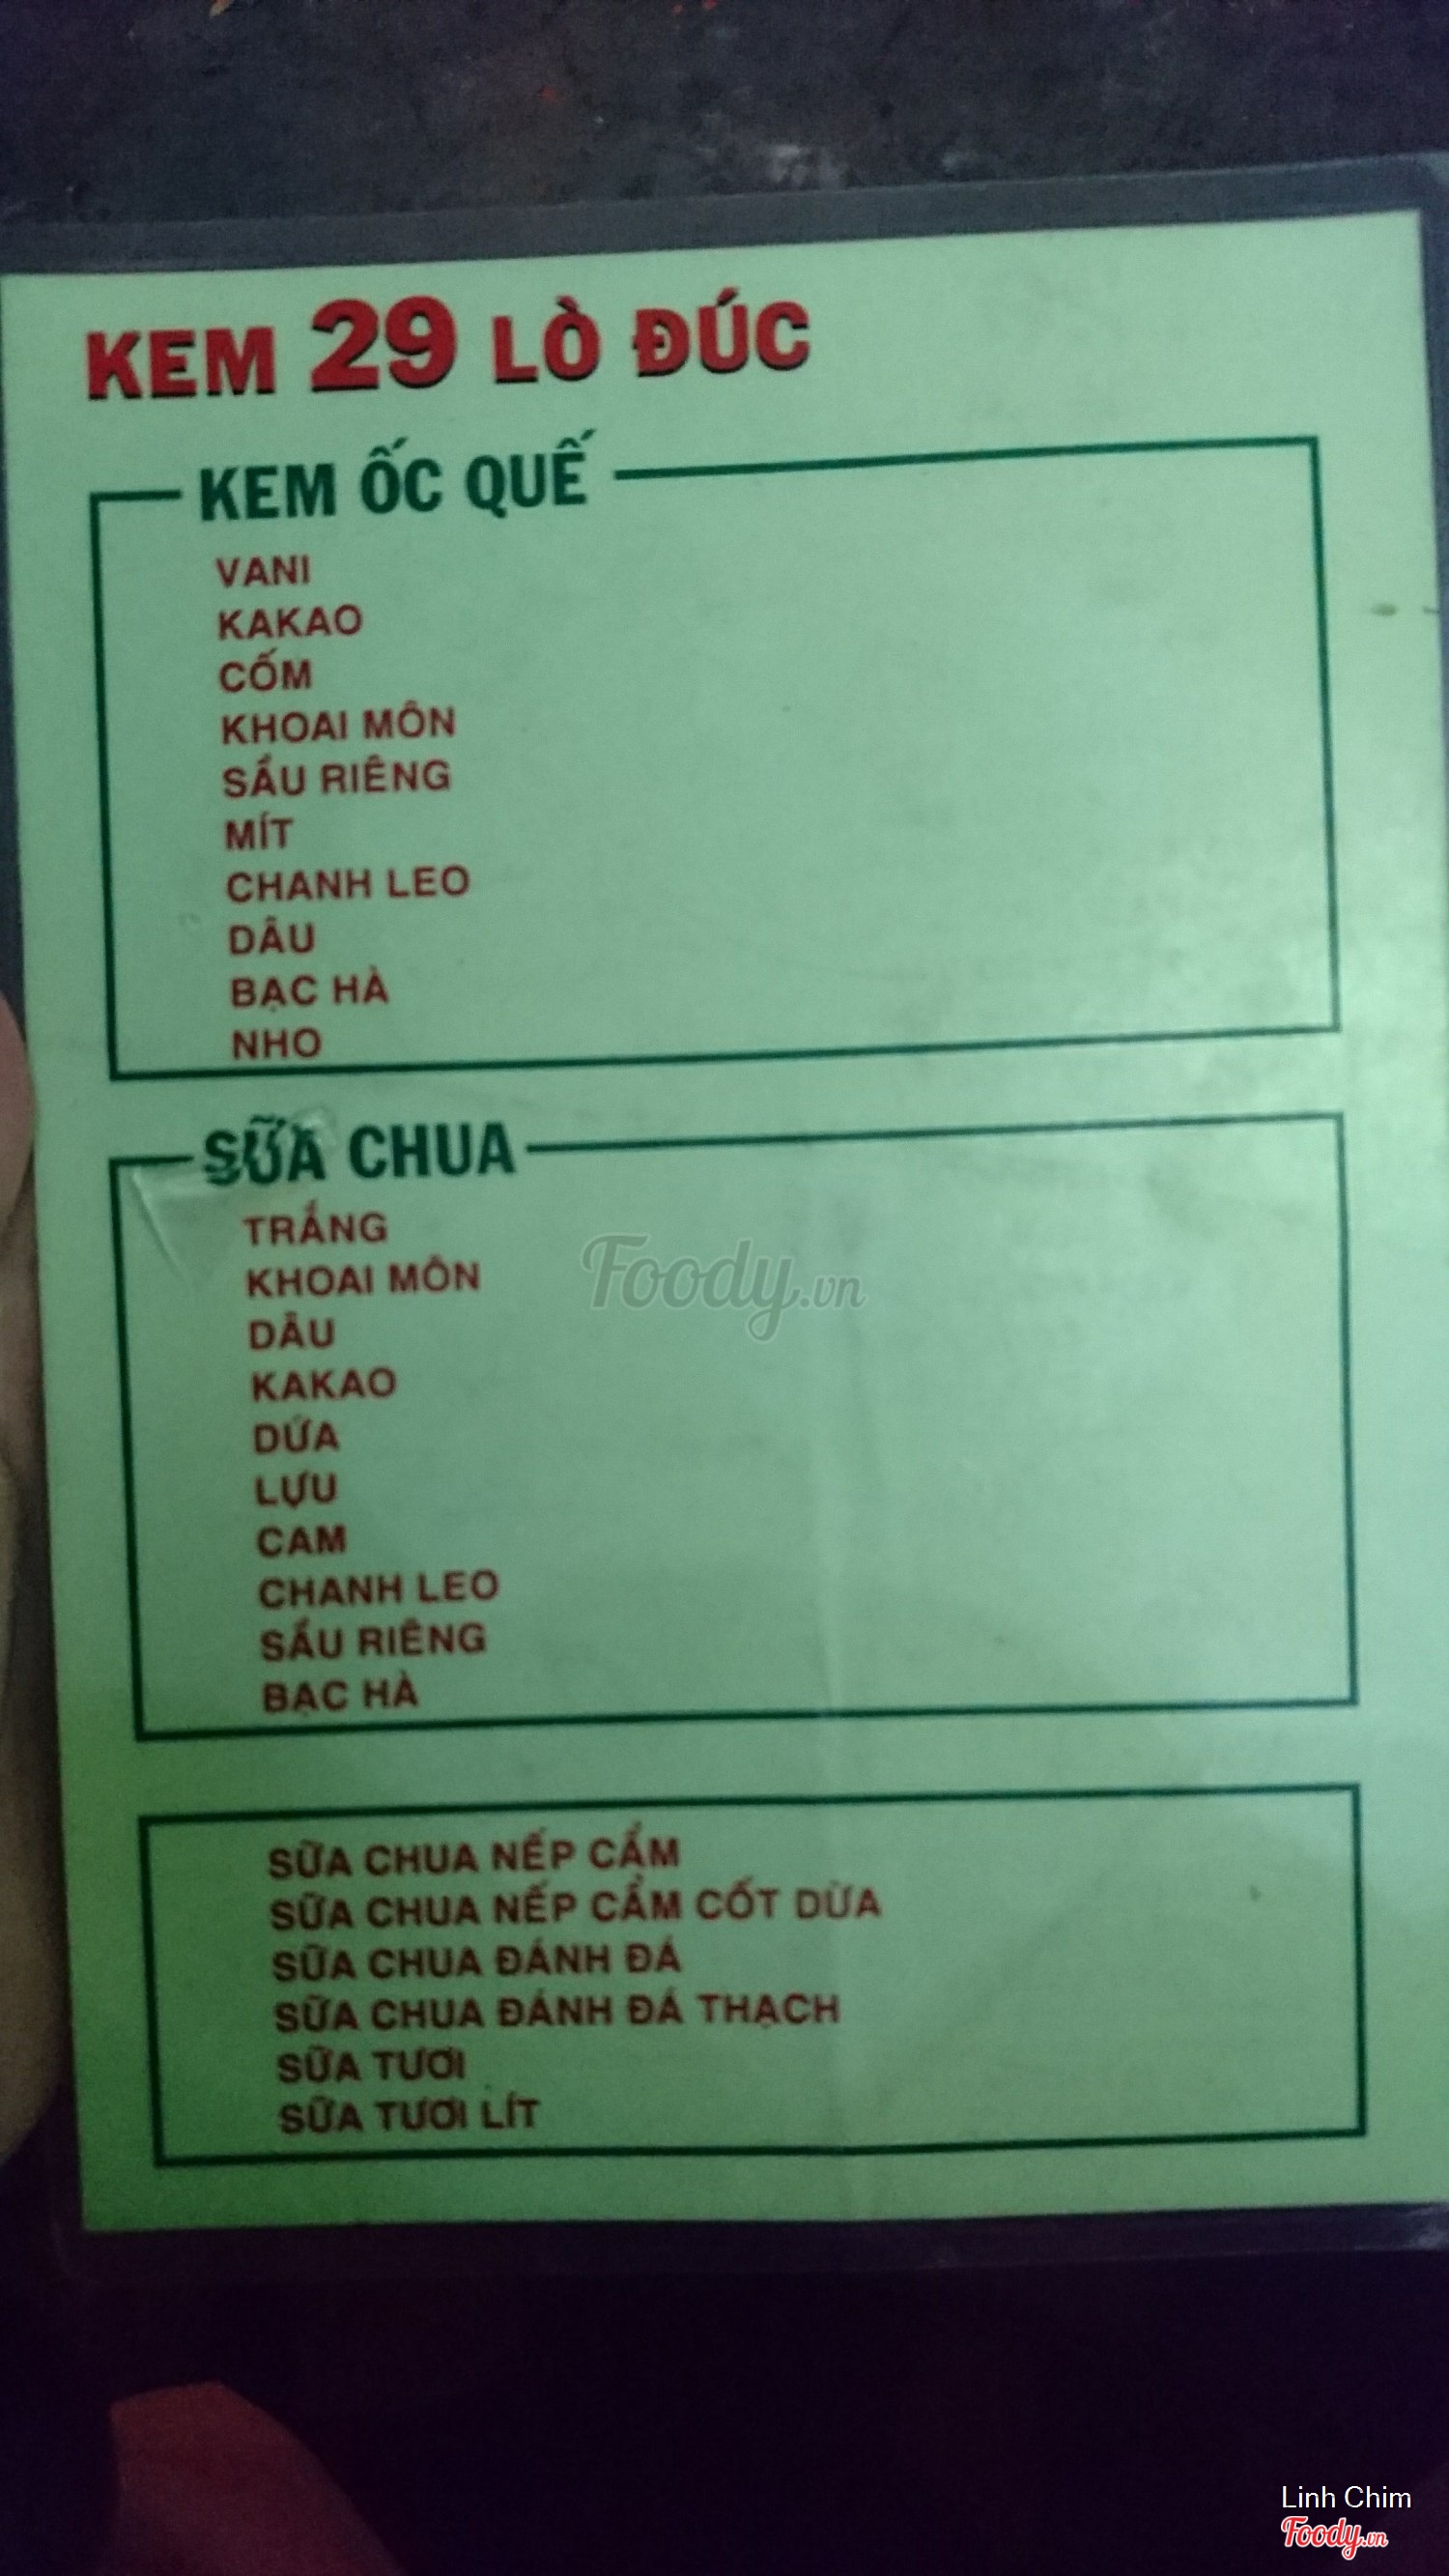 KEM 29 LÒ ĐÚC
KEM ỐC QUẾ
VANI
KAKAO
CỐM
KHOAI MÔN
SẦU RIÊNG
MÍT
CHANH LEO
DÂU
BẠC HÀ
NHO
SỮA CHUA
TRẮNG
KHOAI MÔN
DÂU
KAKAO
DỨA
LỰU
CAM
CHANH LEO
SẦU RIÊNG
BẠC HÀ
Foody.vn
SỮA CHUA NẾP CẨM
SỮA CHUA NẾP CẨM CỐT DỪA
SỮA CHUA ĐÁNH ĐÁ
SỮA CHUA ĐÁNH ĐÁ THẠCH
SỮA TƯƠI
SỮA TƯƠI LÍT
Linh Chim
Foody.vn